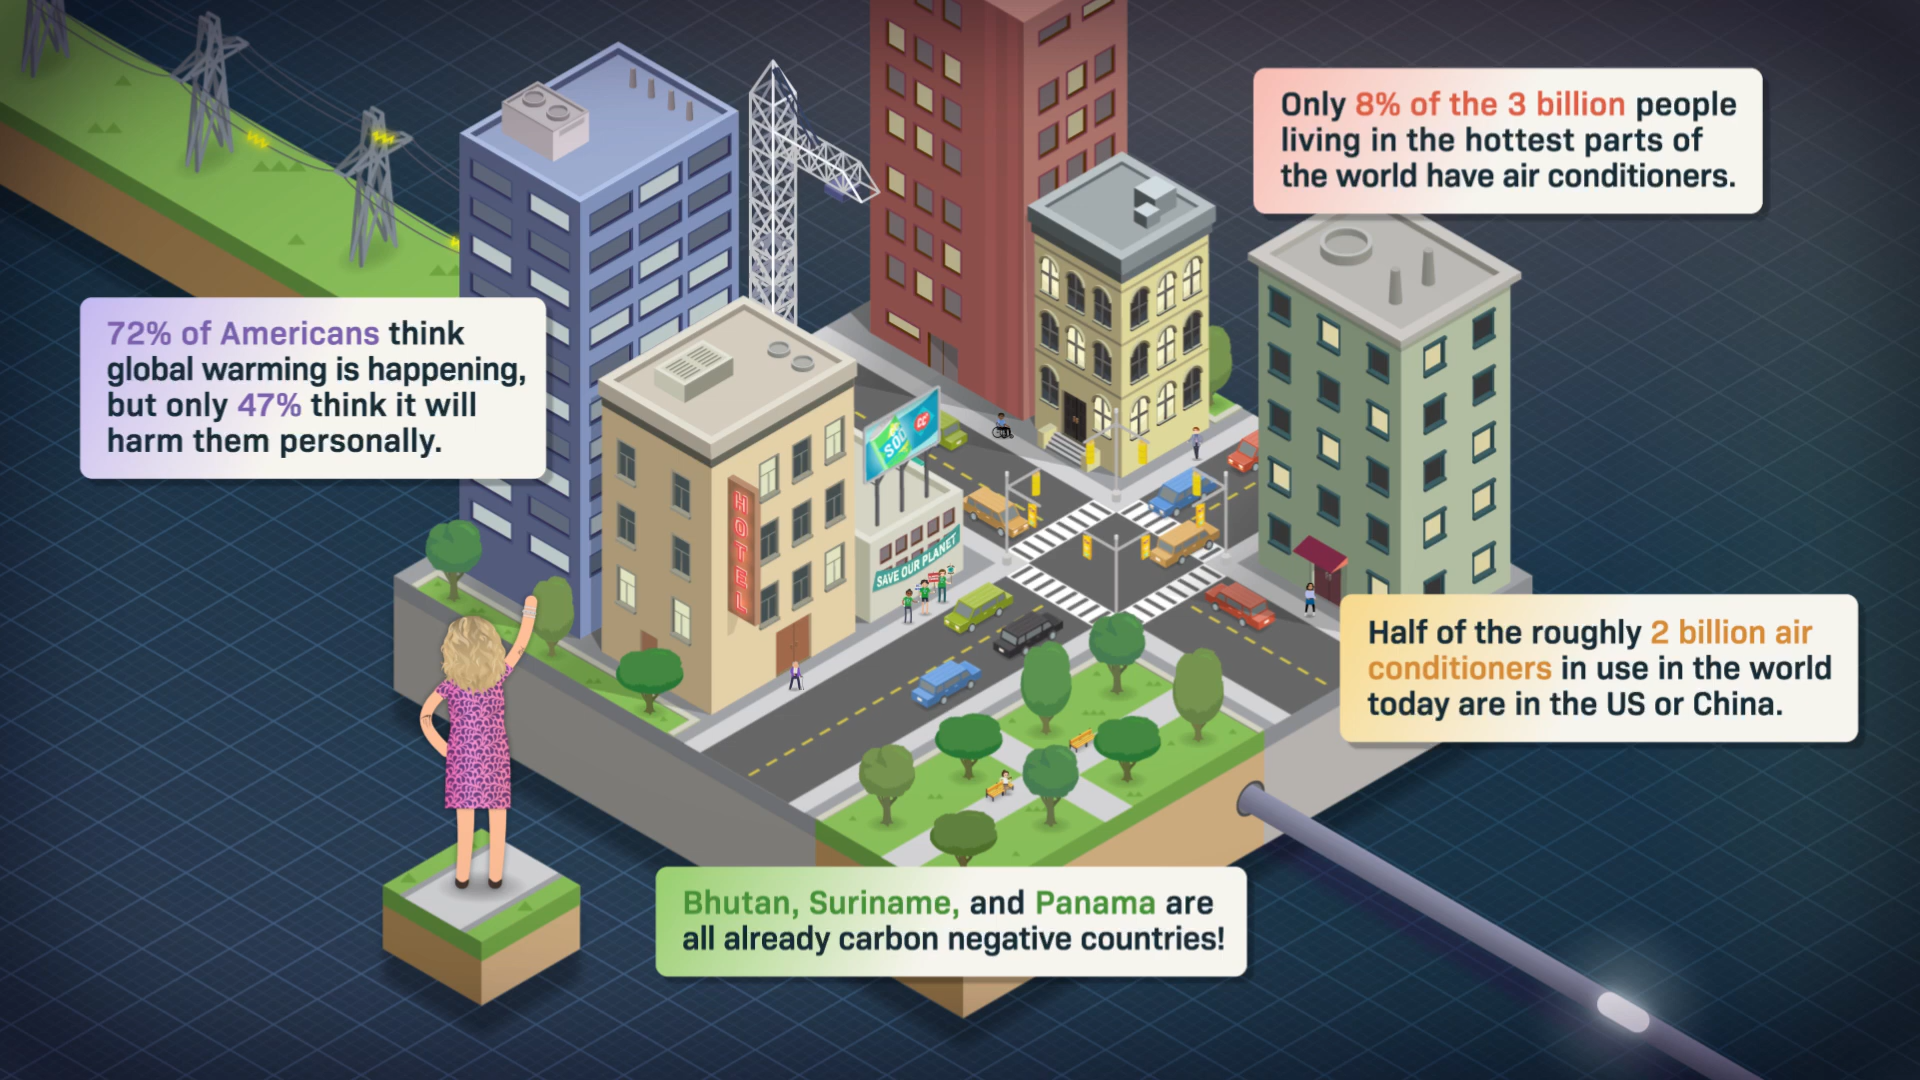 Only 8% of the 3 billion people
living in the hottest parts of
the world have air conditioners.
72% of Americans think
global warming is happening,
but only 47% think it will
harm them personally.
HOTEL
SAVE OUR PLANET
Half of the roughly 2 billion air
conditioners in use in the world
today are in the US or China.
Bhutan, Suriname, and Panama are
all already carbon negative countries!